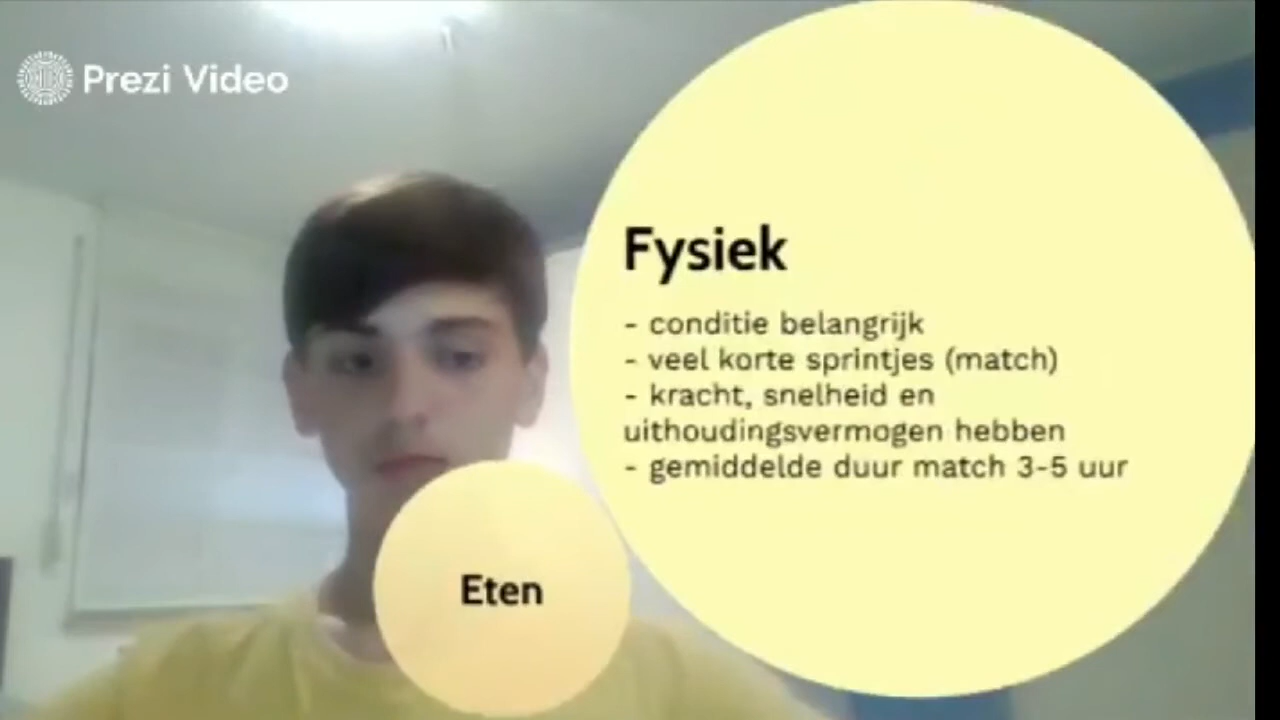 Prezi Video
Fysiek
- conditie belangrijk
- veel korte sprintjes (match)
- kracht, snelheid en
uithoudingsvermogen hebben
- gemiddelde duur match 3-5 uur
Eten